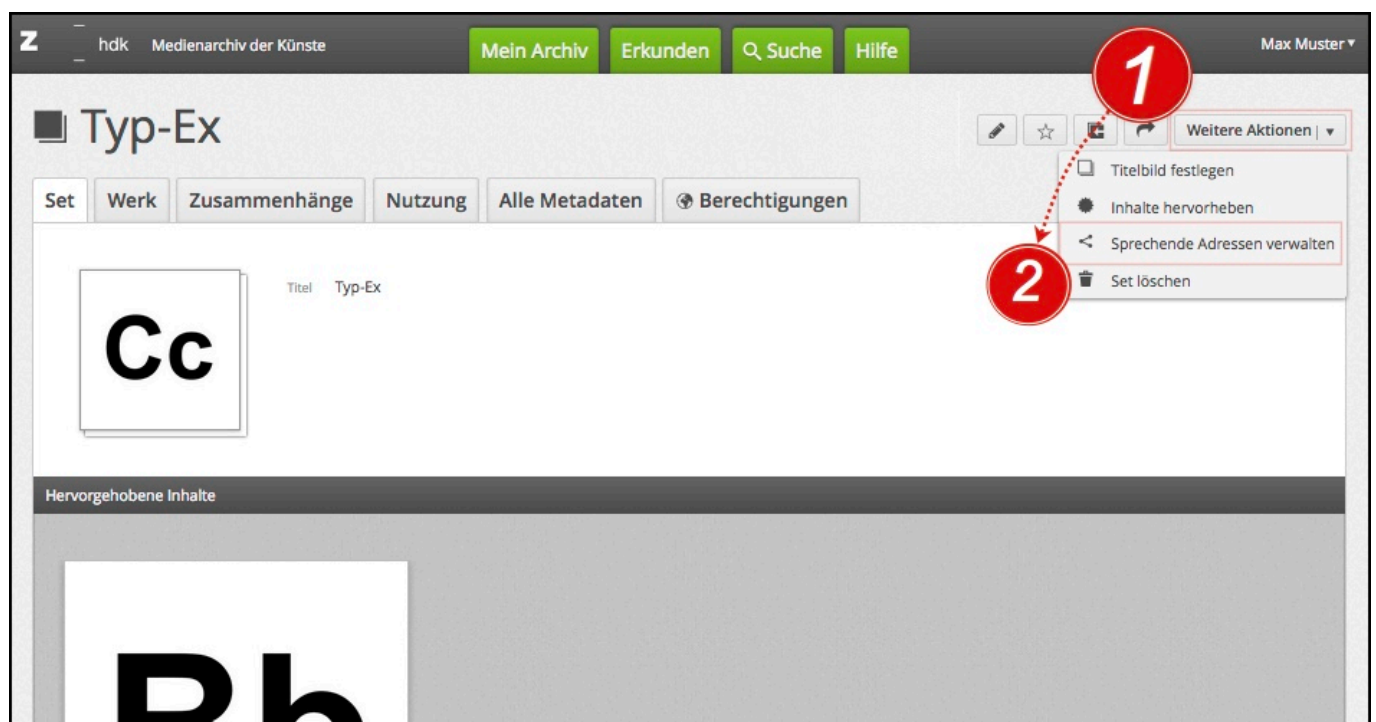 Z hdk Medienarchiv der Künste Mein Archiv Erkunden Suche Hilfe Max Muster
1
Typ-Ex
Weitere Aktionen |
Titelbild festlegen
Inhalte hervorheben
Sprechende Adressen verwalten
Set löschen
2
Set Werk Zusammenhänge Nutzung Alle Metadaten Berechtigungen
Cc
Titel Typ-Ex
Hervorgehobene Inhalte
Bb